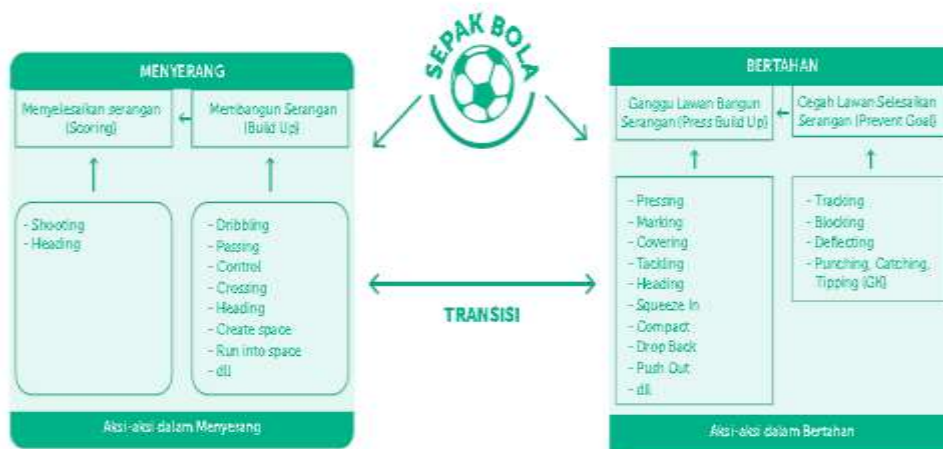 SEPAK BOLA
MENYERANG
Menyelesaikan serangan
(Scoring)
Membangun Serangan
(Build Up)
- Shooting
- Heading
- Dribbling
- Passing
- Control
- Crossing
- Heading
- Create space
- Run into space
- dll
Aksi-aksi dalam Menyerang
TRANSISI
BERTAHAN
Ganggu Lawan Bangun
Serangan (Press Build Up)
Cegah Lawan Selesaikan
Serangan (Prevent Goal)
- Pressing
- Marking
- Covering
- Tackling
- Heading
- Squeeze In
- Compact
- Drop Back
- Push Out
- dll
- Tracking
- Blocking
- Deflecting
- Punching, Catching,
Tipping (GK)
Aksi-aksi dalam Bertahan